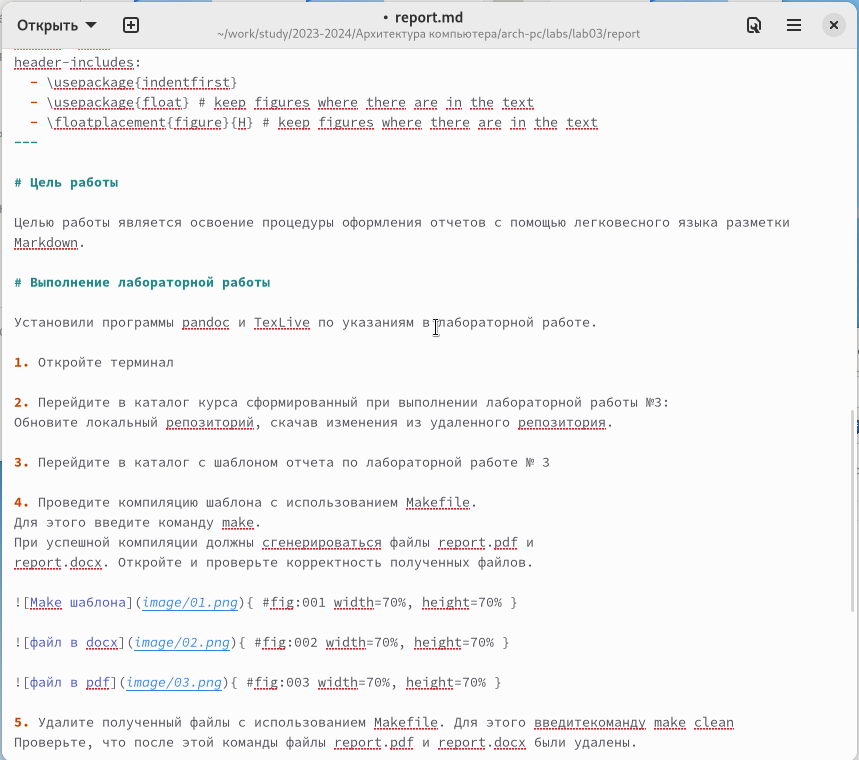 Открыть
• report.md
~/work/study/2023-2024/Архитектура компьютера/arch-pc/labs/lab03/report
header-includes:
- \usepackage{indentfirst}
- \usepackage{float} # keep figures where there are in the text
- \floatplacement{figure}{H} # keep figures where there are in the text
---
# Цель работы
Целью работы является освоение процедуры оформления отчетов с помощью легковесного языка разметки
Markdown.
# Выполнение лабораторной работы
Установили программы pandoc и TexLive по указаниям в лабораторной работе.
1. Откройте терминал
2. Перейдите в каталог курса сформированный при выполнении лабораторной работы №3:
Обновите локальный репозиторий, скачав изменения из удаленного репозитория.
3. Перейдите в каталог с шаблоном отчета по лабораторной работе № 3
4. Проведите компиляцию шаблона с использованием Makefile.
Для этого введите команду make.
При успешной компиляции должны сгенерироваться файлы report.pdf и
report.docx. Откройте и проверьте корректность полученных файлов.
![Make шаблона](image/01.png){ #fig:001 width=70%, height=70% }
![файл в docx](image/02.png){ #fig:002 width=70%, height=70% }
![файл в pdf](image/03.png){ #fig:003 width=70%, height=70% }
5. Удалите полученный файлы с использованием Makefile. Для этого введитекоманду make clean
Проверьте, что после этой команды файлы report.pdf и report.docx были удалены.